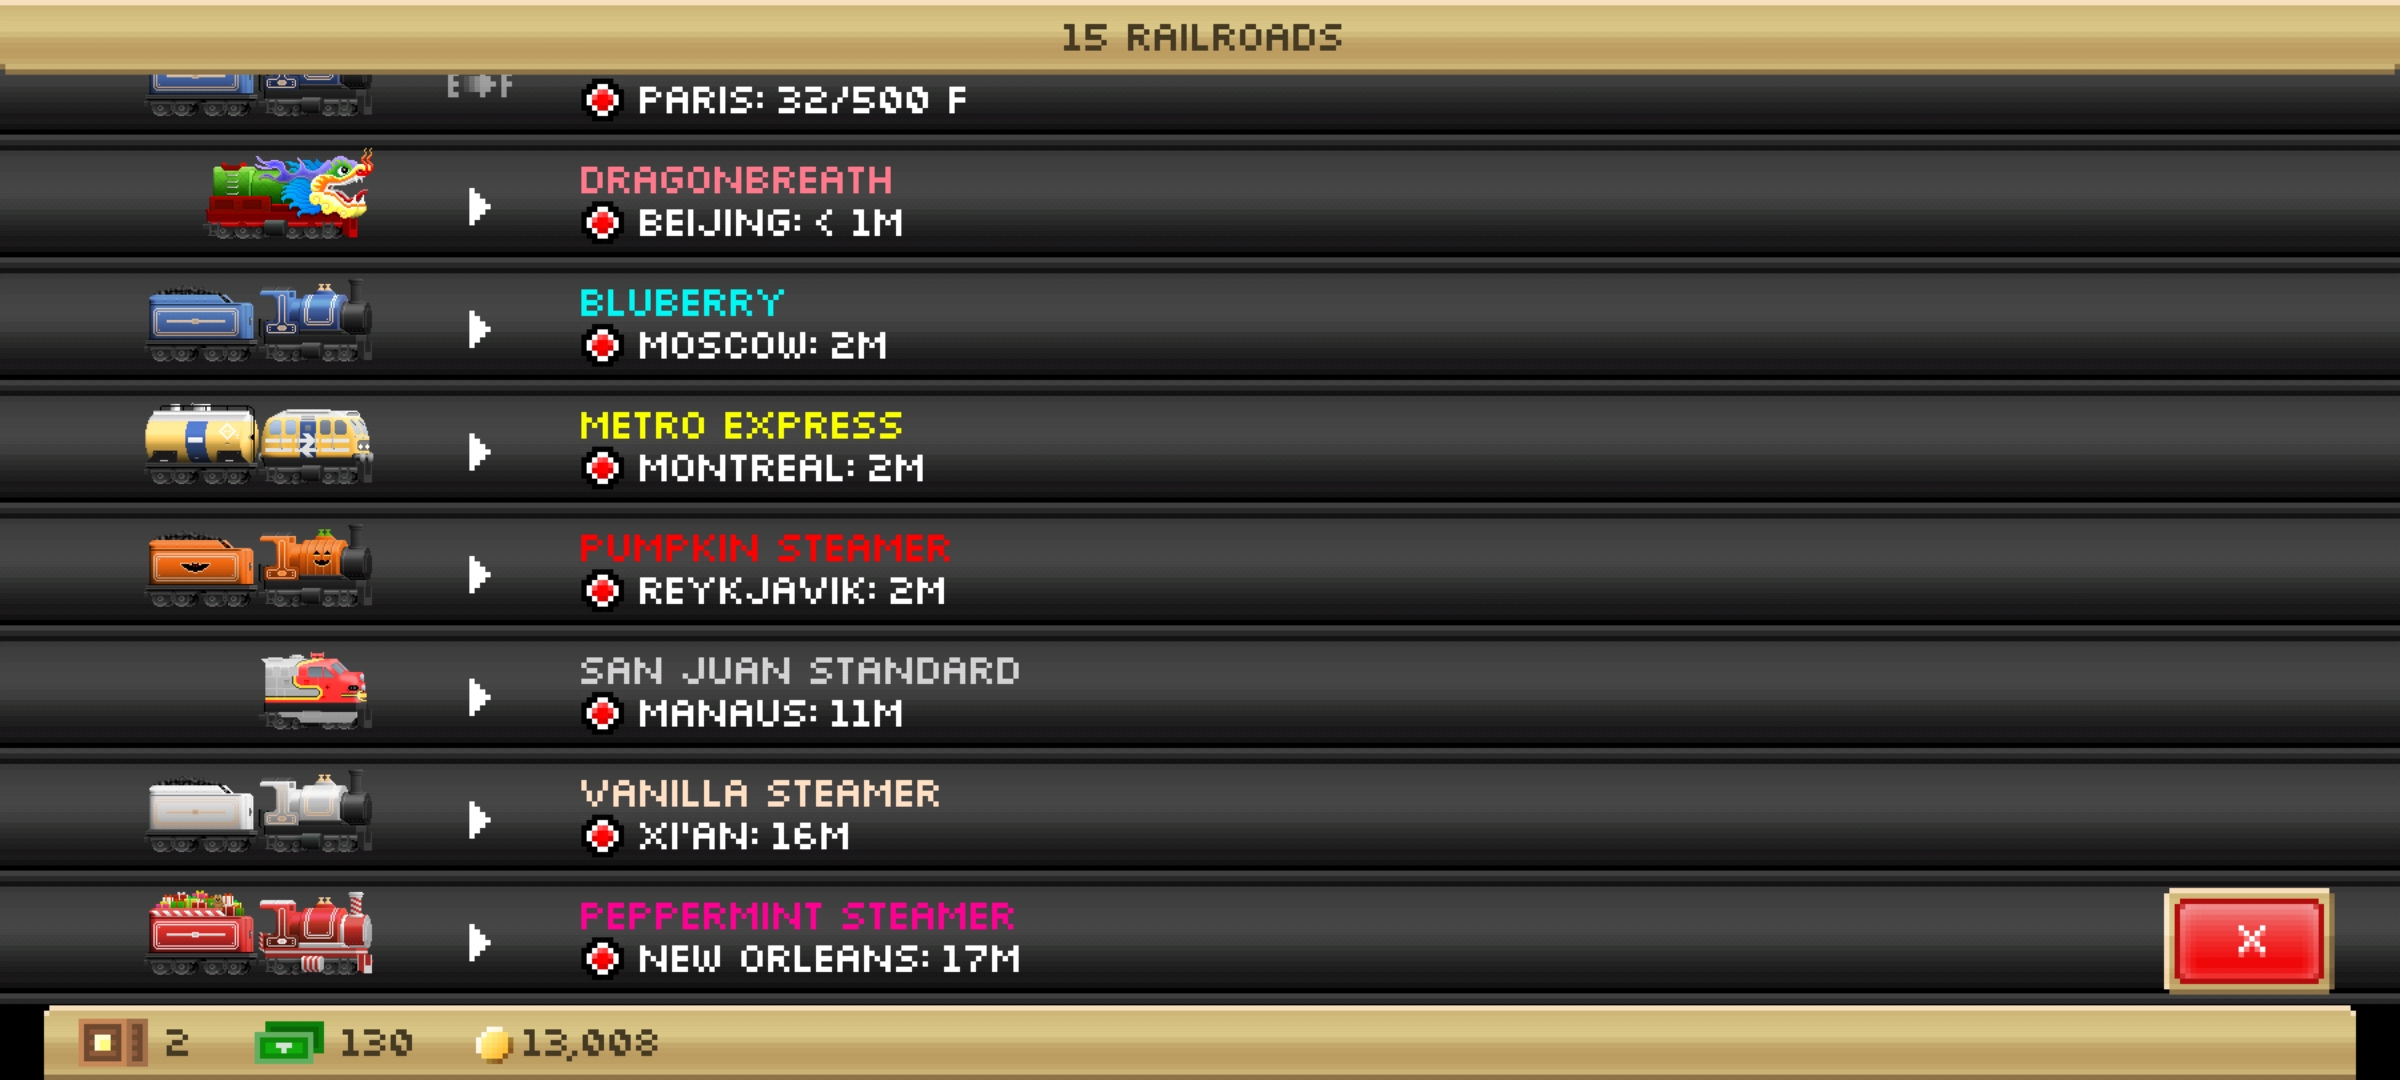 15 RAILROADS
E F
PARIS: 32/500 F
DRAGONBREATH
BEIJING: < 1M
BLUBERRY
MOSCOW: 2M
METRO EXPRESS
MONTREAL: 2M
PUMPKIN STEAMER
REYKJAVIK: 2M
SAN JUAN STANDARD
MANAUS: 11M
VANILLA STEAMER
XI'AN: 16M
PEPPERMINT STEAMER
NEW ORLEANS: 17M
X
2 130 13,008